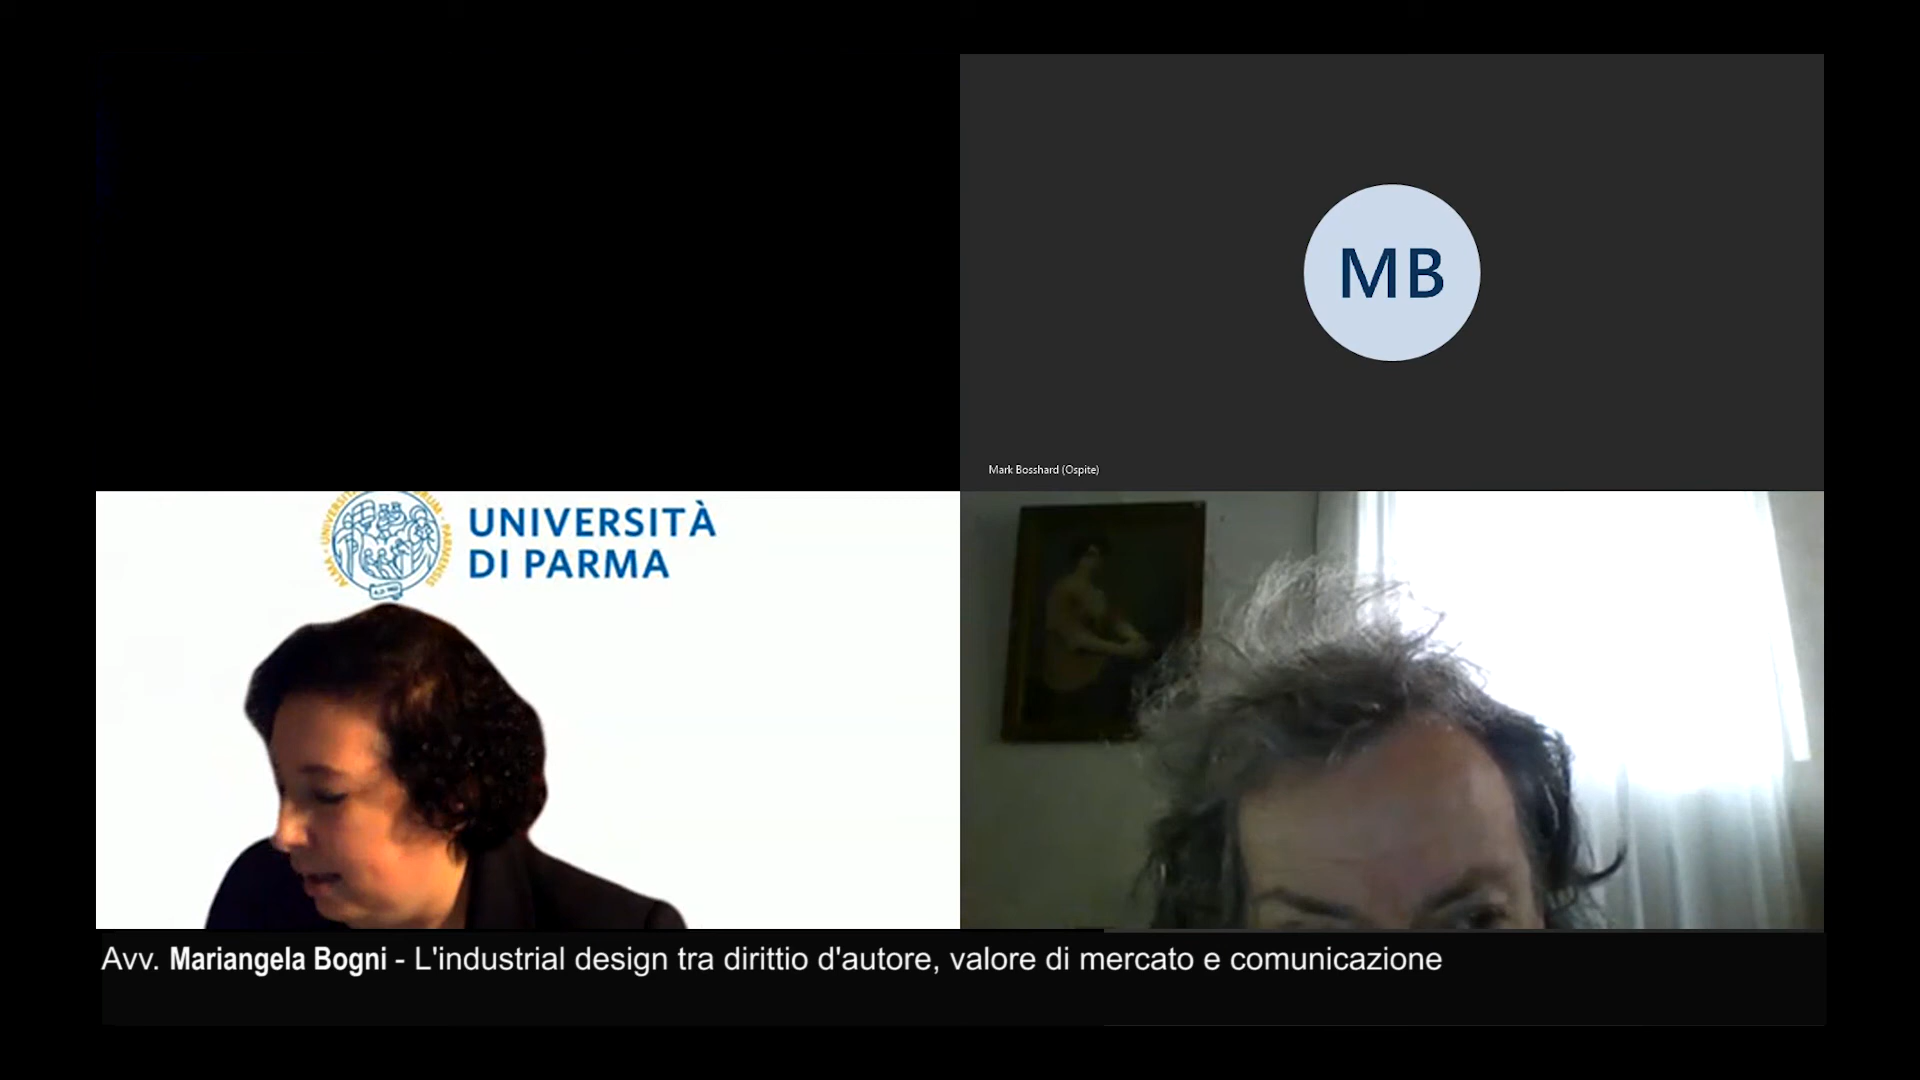 MB
Mark Bosshard (Ospite)
UNIVERSITÀ
DI PARMA
Avv. Mariangela Bogni - L'industrial design tra dirittio d'autore, valore di mercato e comunicazione